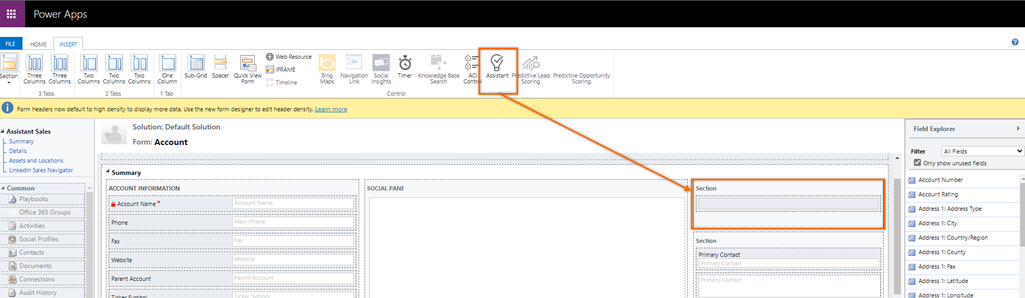 Power Apps
FILE
HOME
INSERT
Section
Three Columns
Three Columns
3 Tabs
Two Columns
Two Columns
Two Columns
2 Tabs
One Column
1 Tab
Sub-Grid
Spacer
Quick View Form
Web Resource
IFRAME
Timeline
Bing Maps
Navigation Link
Social Insights
Timer
Knowledge Base Search
ACI Control
Assistant
Predictive Lead Scoring
Predictive Opportunity Scoring
Control
Form headers now default to high density to display more data. Use the new form designer to edit header density. Learn more
Assistant Sales
Summary
Details
Assets and Locations
LinkedIn Sales Navigator
Common
Playbooks
Office 365 Groups
Activities
Social Profiles
Contacts
Documents
Connections
Audit History
Solution: Default Solution
Form: Account
Summary
ACCOUNT INFORMATION
Account Name * Account Name
Phone Main Phone
Fax Fax
Website Website
Parent Account Parent Account
Ticker Symbol Ticker Symbol
SOCIAL PANE
Section
Section
Primary Contact
Primary Contact
Primary Contact
Field Explorer
Filter All Fields
Only show unused fields
Account Number
Account Rating
Address 1: Address Type
Address 1: City
Address 1: Country/Region
Address 1: County
Address 1: Fax
Address 1: Latitude
Address 1: Longitude